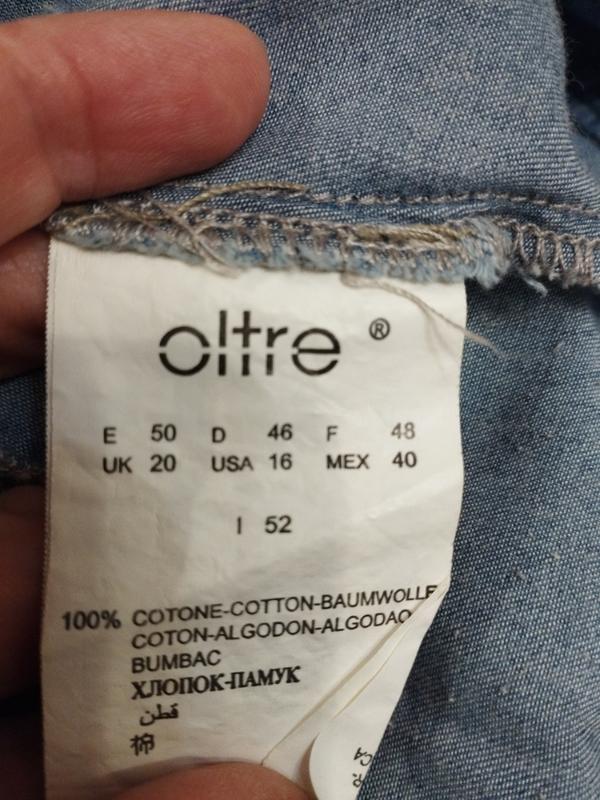 oltre ®
E 50 D 46 F 48
UK 20 USA 16 MEX 40
I 52
100% COTONE-COTTON-BAUMWOLLE
COTON-ALGODON-ALGODAO
BUMBAC
ХЛОПОК-ПАМУК
قطن
棉